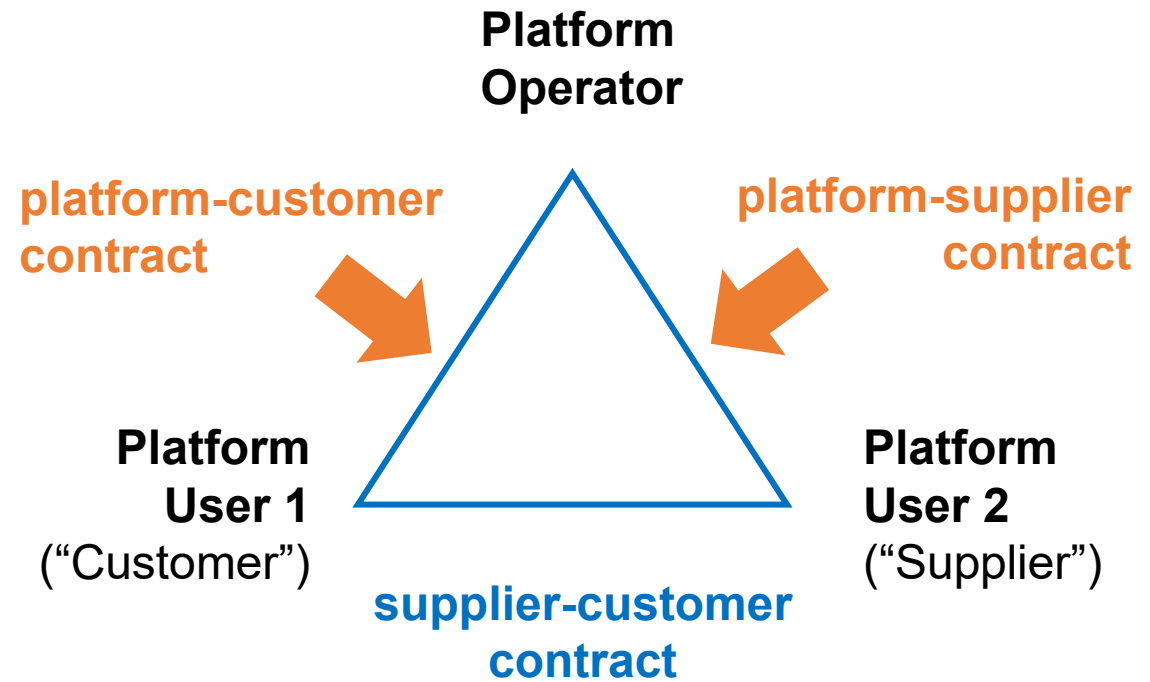 Platform
Operator
platform-customer
contract
platform-supplier
contract
Platform
User 1
(“Customer”)
Platform
User 2
(“Supplier”)
supplier-customer
contract